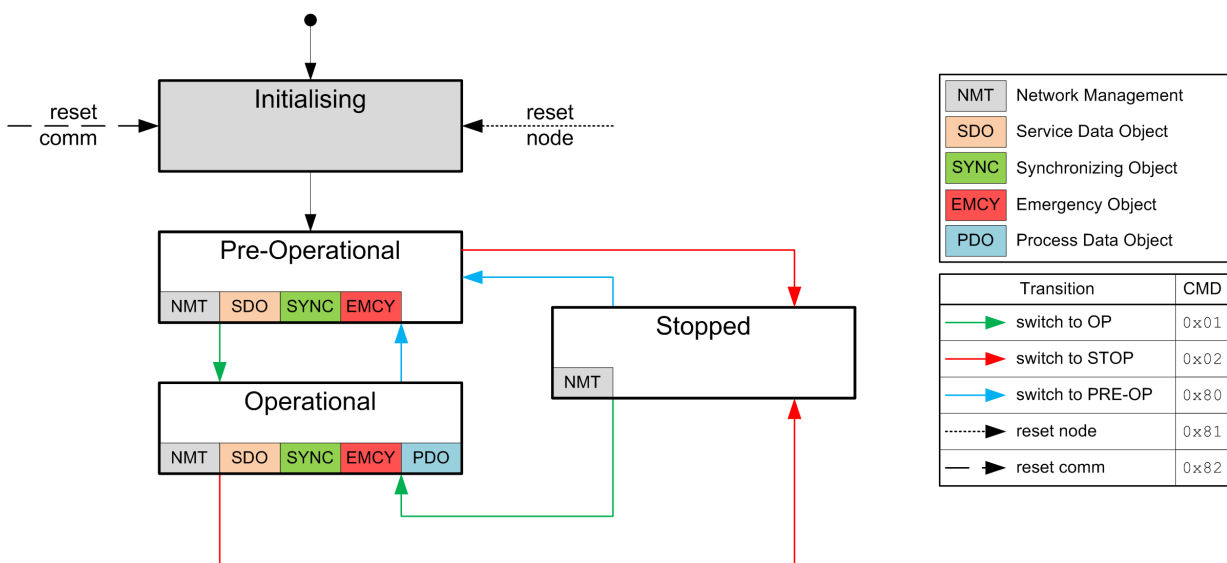 Initialising
reset
comm
reset
node
Pre-Operational
NMT SDO SYNC EMCY
Stopped
NMT
Operational
NMT SDO SYNC EMCY PDO
NMT Network Management
SDO Service Data Object
SYNC Synchronizing Object
EMCY Emergency Object
PDO Process Data Object
Transition CMD
switch to OP 0x01
switch to STOP 0x02
switch to PRE-OP 0x80
reset node 0x81
reset comm 0x82